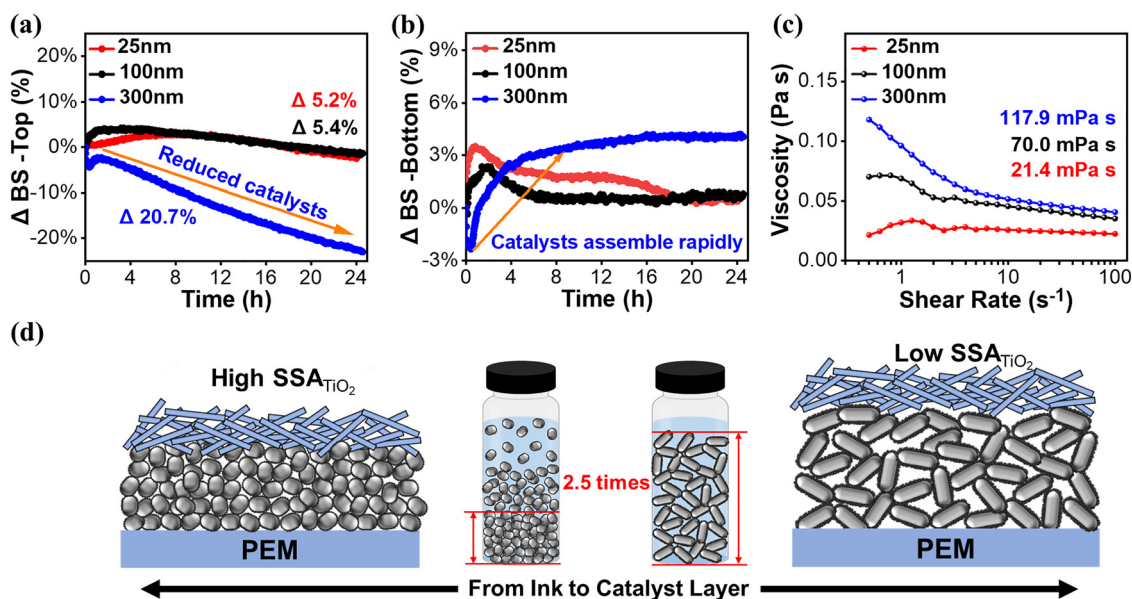 (a)
20%
10%
0%
-10%
-20%
Δ BS -Top (%)
25nm
100nm
300nm
Δ 5.2%
Δ 5.4%
Reduced catalysts
Δ 20.7%
0 4 8 12 16 20 24
Time (h)
(b)
9%
6%
3%
0%
-3%
Δ BS -Bottom (%)
25nm
100nm
300nm
Catalysts assemble rapidly
0 4 8 12 16 20 24
Time (h)
(c)
0.15
0.10
0.05
0.00
Viscosity (Pa s)
25nm
100nm
300nm
117.9 mPa s
70.0 mPa s
21.4 mPa s
1 10 100
Shear Rate (s⁻¹)
(d)
High SSA_TiO₂
PEM
2.5 times
Low SSA_TiO₂
PEM
From Ink to Catalyst Layer